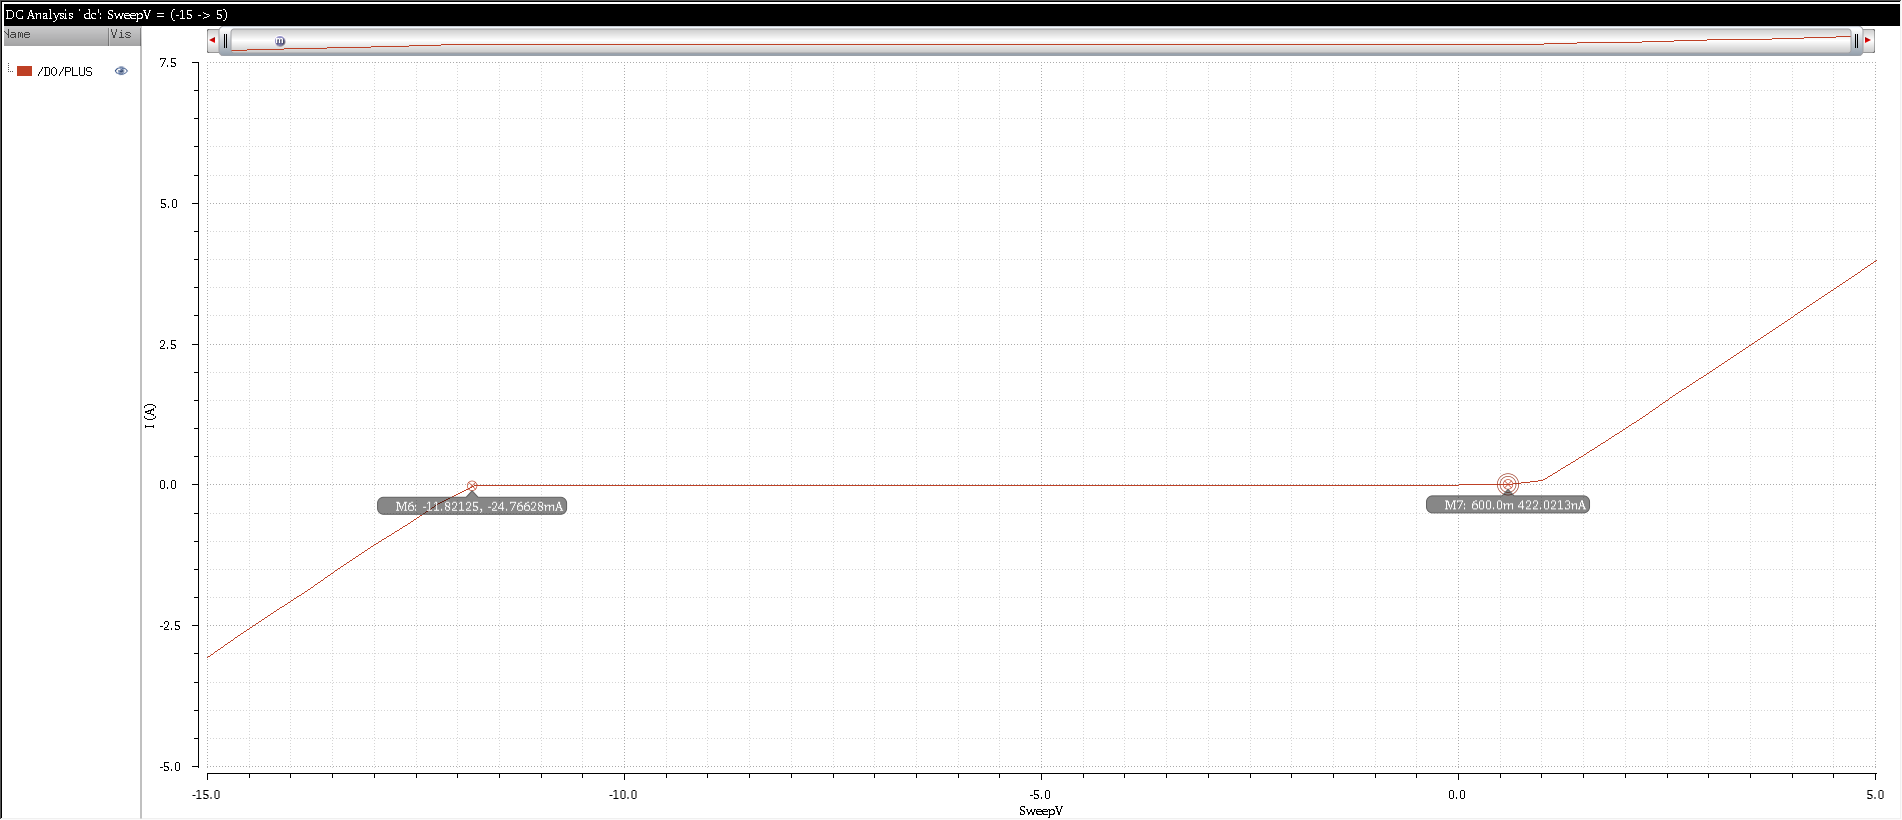 DC Analysis `dc': SweepV = (-15 -> 5)
Name Vis
/D0/PLUS
7.5
5.0
2.5
0.0
-2.5
-5.0
I (A)
M6: -11.82125, -24.76628mA
M7: 600.0m 422.0213nA
-15.0 -10.0 -5.0 0.0 5.0
SweepV